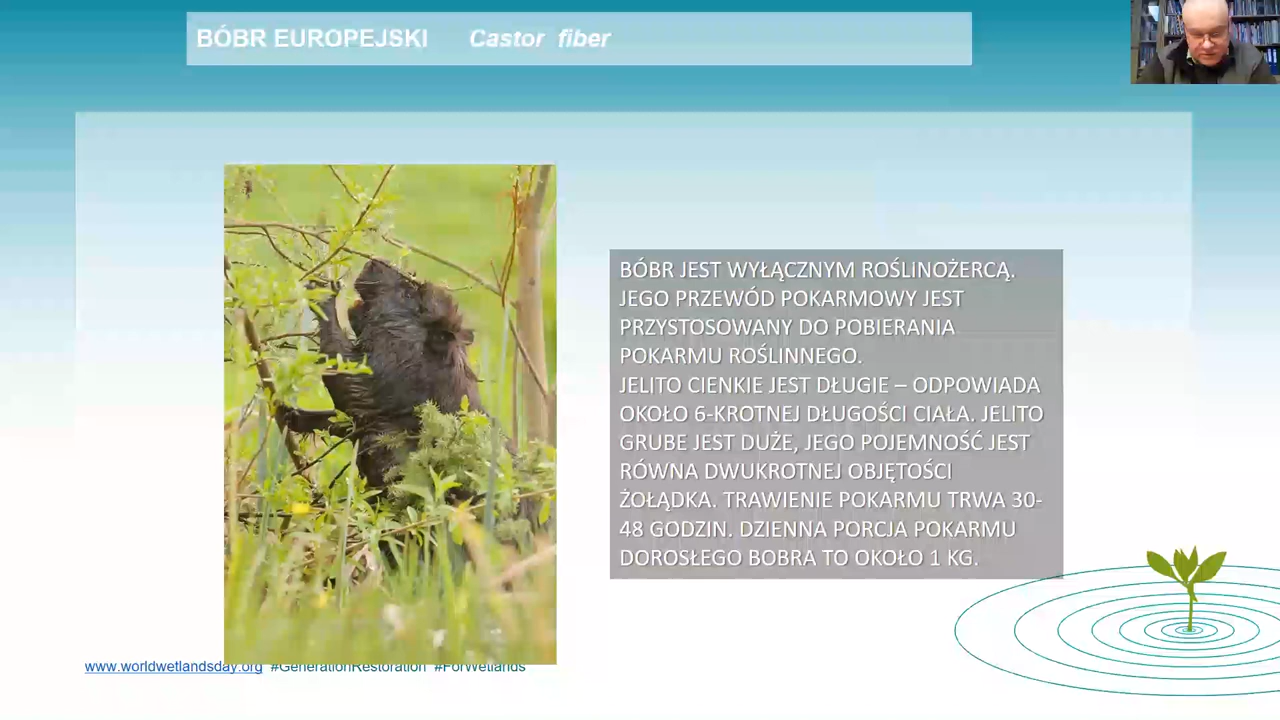 BÓBR EUROPEJSKI Castor fiber
BÓBR JEST WYŁĄCZNYM ROŚLINOŻERCĄ.
JEGO PRZEWÓD POKARMOWY JEST
PRZYSTOSOWANY DO POBIERANIA
POKARMU ROŚLINNEGO.
JELITO CIENKIE JEST DŁUGIE – ODPOWIADA
OKOŁO 6-KROTNEJ DŁUGOŚCI CIAŁA. JELITO
GRUBE JEST DUŻE, JEGO POJEMNOŚĆ JEST
RÓWNA DWUKROTNEJ OBJĘTOŚCI
ŻOŁĄDKA. TRAWIENIE POKARMU TRWA 30-
48 GODZIN. DZIENNA PORCJA POKARMU
DOROSŁEGO BOBRA TO OKOŁO 1 KG.
www.worldwetlandsday.org #GenerationRestoration #ForWetlands